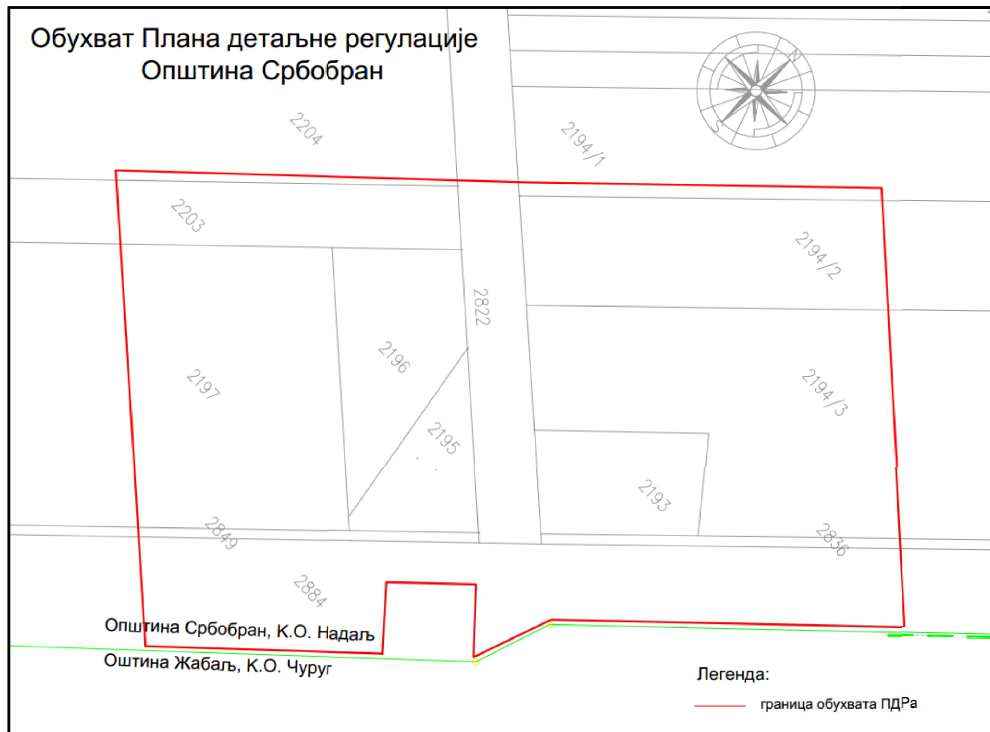 Обухват Плана детаљне регулације
Општина Србобран
N
S
2204
2194/1
2203
2194/2
2822
2196
2197
2194/3
2195
2193
2849
2836
2884
Општина Србобран, К.О. Надаљ
Оштина Жабаљ, К.О. Чуруг
Легенда:
граница обухвата ПДРа